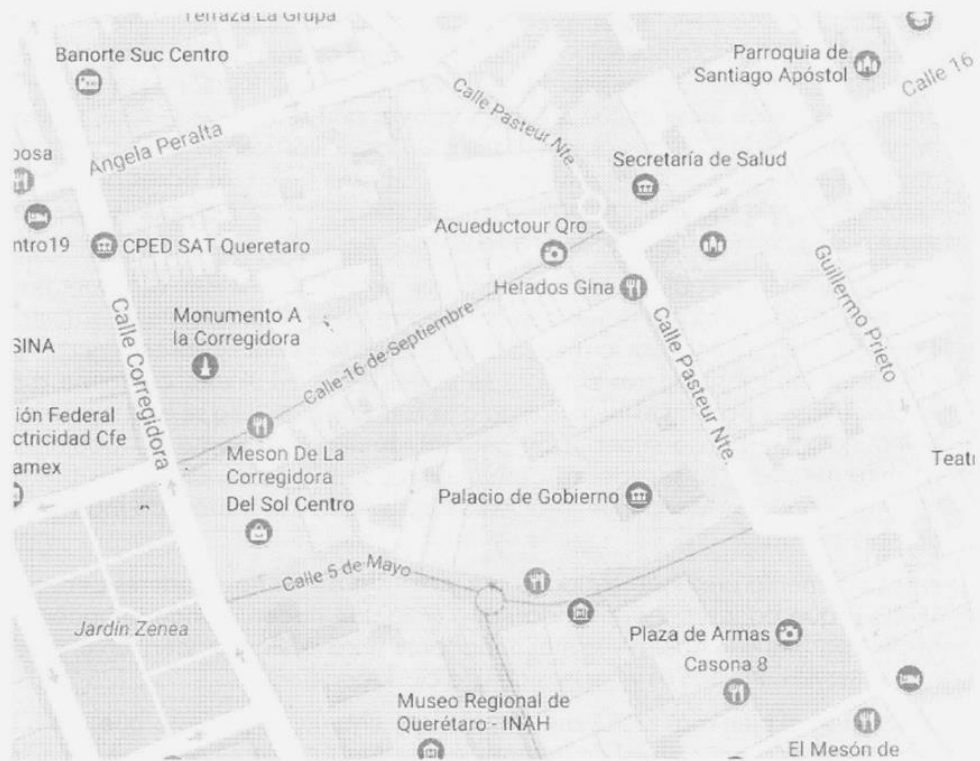 Terraza La Grupa
Banorte Suc Centro
Parroquia de
Santiago Apóstol
Calle 16
Calle Pasteur Nte
Angela Peralta
posa
Secretaría de Salud
ntro19
CPED SAT Queretaro
Acueductour Qro
Helados Gina
Guillermo Prieto
Monumento A
la Corregidora
Calle Corregidora
SINA
Calle 16 de Septiembre
Calle Pasteur Nte
ión Federal
ctricidad Cfe
amex
Meson De La
Corregidora
Del Sol Centro
Palacio de Gobierno
Teatr
Calle 5 de Mayo
Jardín Zenea
Plaza de Armas
Casona 8
Museo Regional de
Querétaro - INAH
El Mesón de